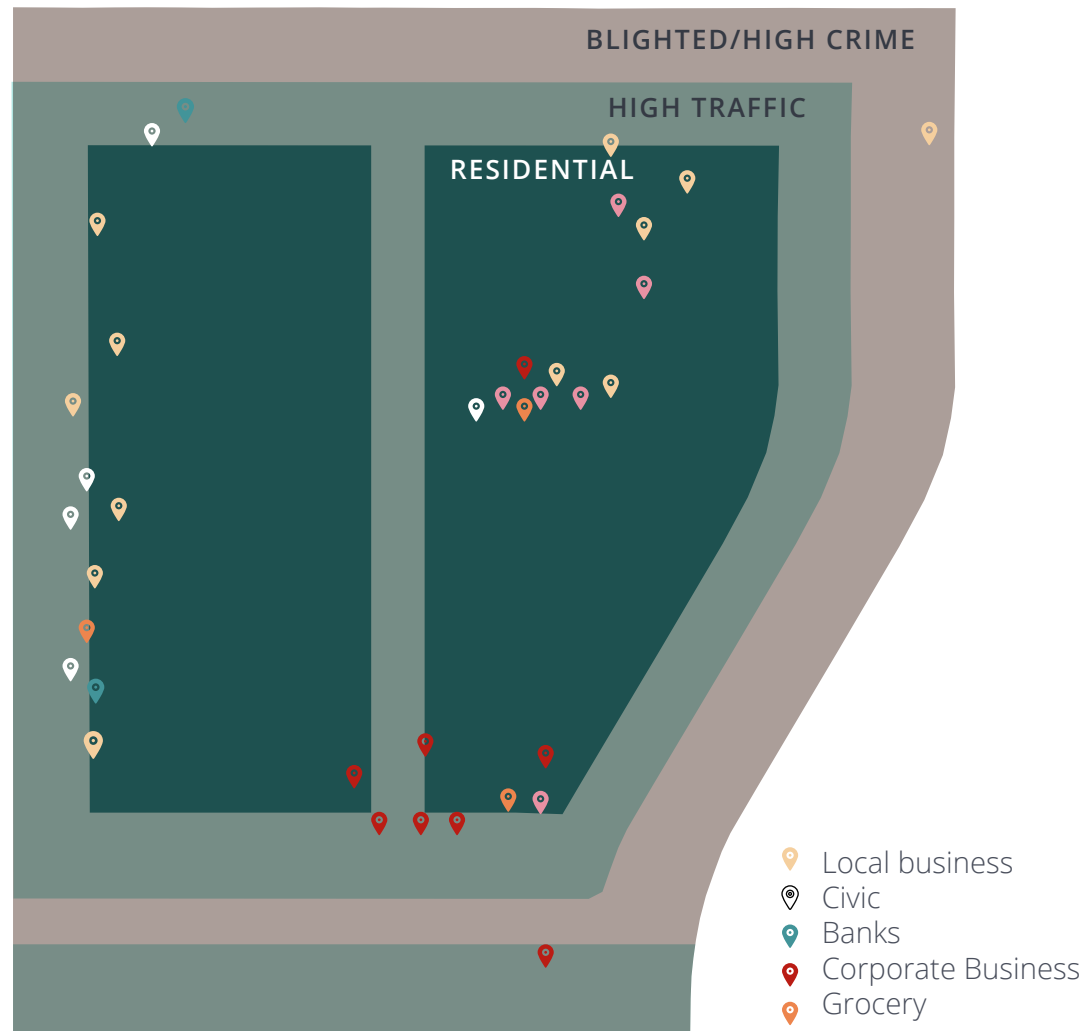 BLIGHTED/HIGH CRIME
HIGH TRAFFIC
RESIDENTIAL
Local business
Civic
Banks
Corporate Business
Grocery